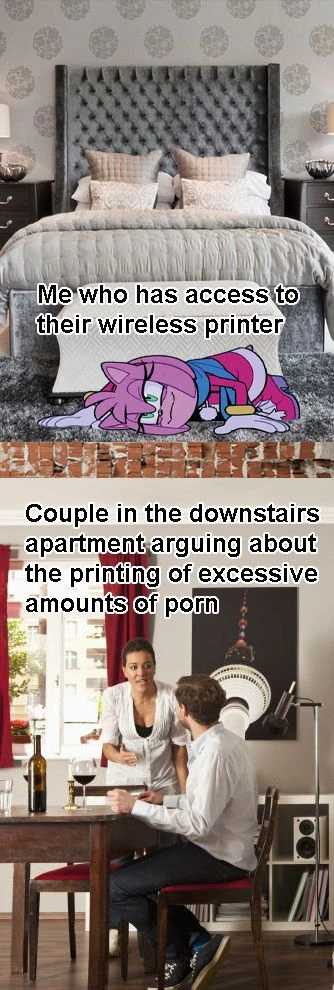 Me who has access to
their wireless printer
Couple in the downstairs
apartment arguing about
the printing of excessive
amounts of porn